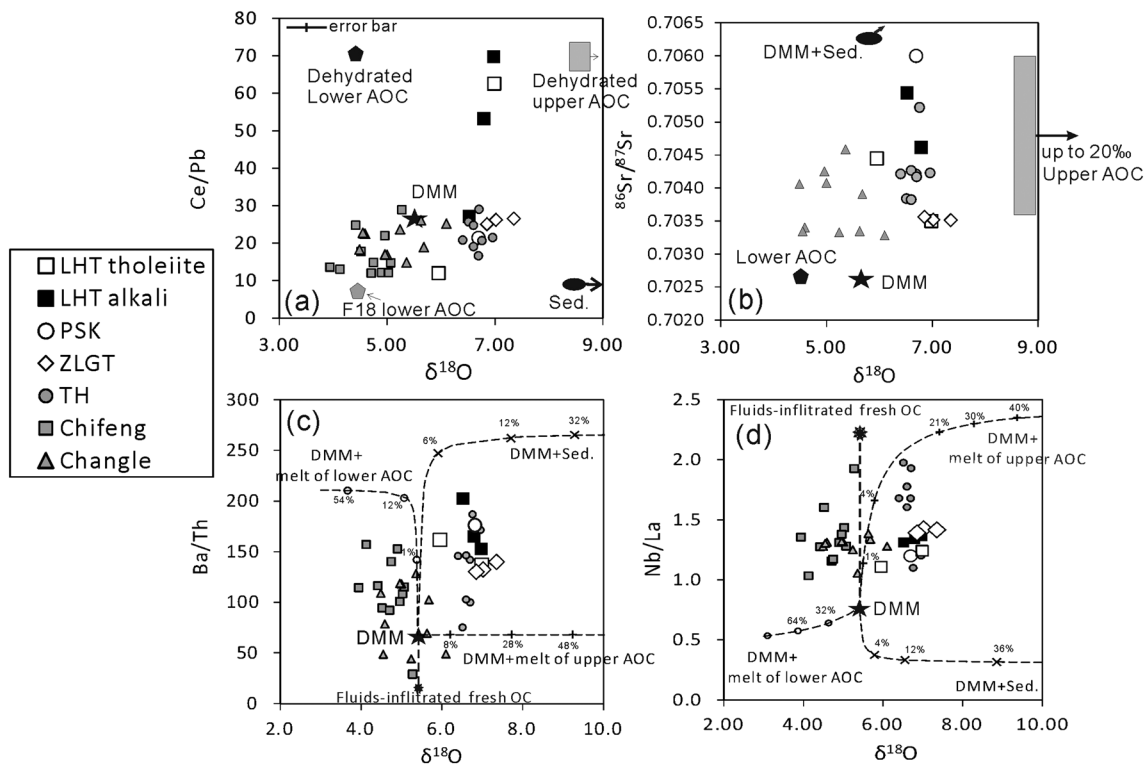 error bar
80
70
60
50
40
30
20
10
0
Ce/Pb
Dehydrated
Lower AOC
Dehydrated
upper AOC
DMM
(a)
F18 lower AOC
Sed.
3.00 5.00 7.00 9.00
δ¹⁸O
0.7065
0.7060
0.7055
0.7050
0.7045
0.7040
0.7035
0.7030
0.7025
0.7020
⁸⁶Sr/⁸⁷Sr
DMM+Sed.
up to 20‰
Upper AOC
Lower AOC
(b)
DMM
3.00 5.00 7.00 9.00
δ¹⁸O
LHT tholeiite
LHT alkali
PSK
ZLGT
TH
Chifeng
Changle
300
250
200
150
100
50
0
Ba/Th
(c)
6% 12% 32%
DMM+
melt of lower AOC
DMM+Sed.
54% 12%
1%
DMM
8% 28% 48%
DMM+melt of upper AOC
Fluids-inflitrated fresh OC
2.0 4.0 6.0 8.0 10.0
δ¹⁸O
2.5
2.0
1.5
1.0
0.5
0.0
Nb/La
Fluids-inflitrated fresh OC
(d)
21% 30% 40%
DMM+
melt of upper AOC
4%
1%
DMM
64% 32%
4% 12% 36%
DMM+
melt of lower AOC
DMM+Sed.
2.0 4.0 6.0 8.0 10.0
δ¹⁸O